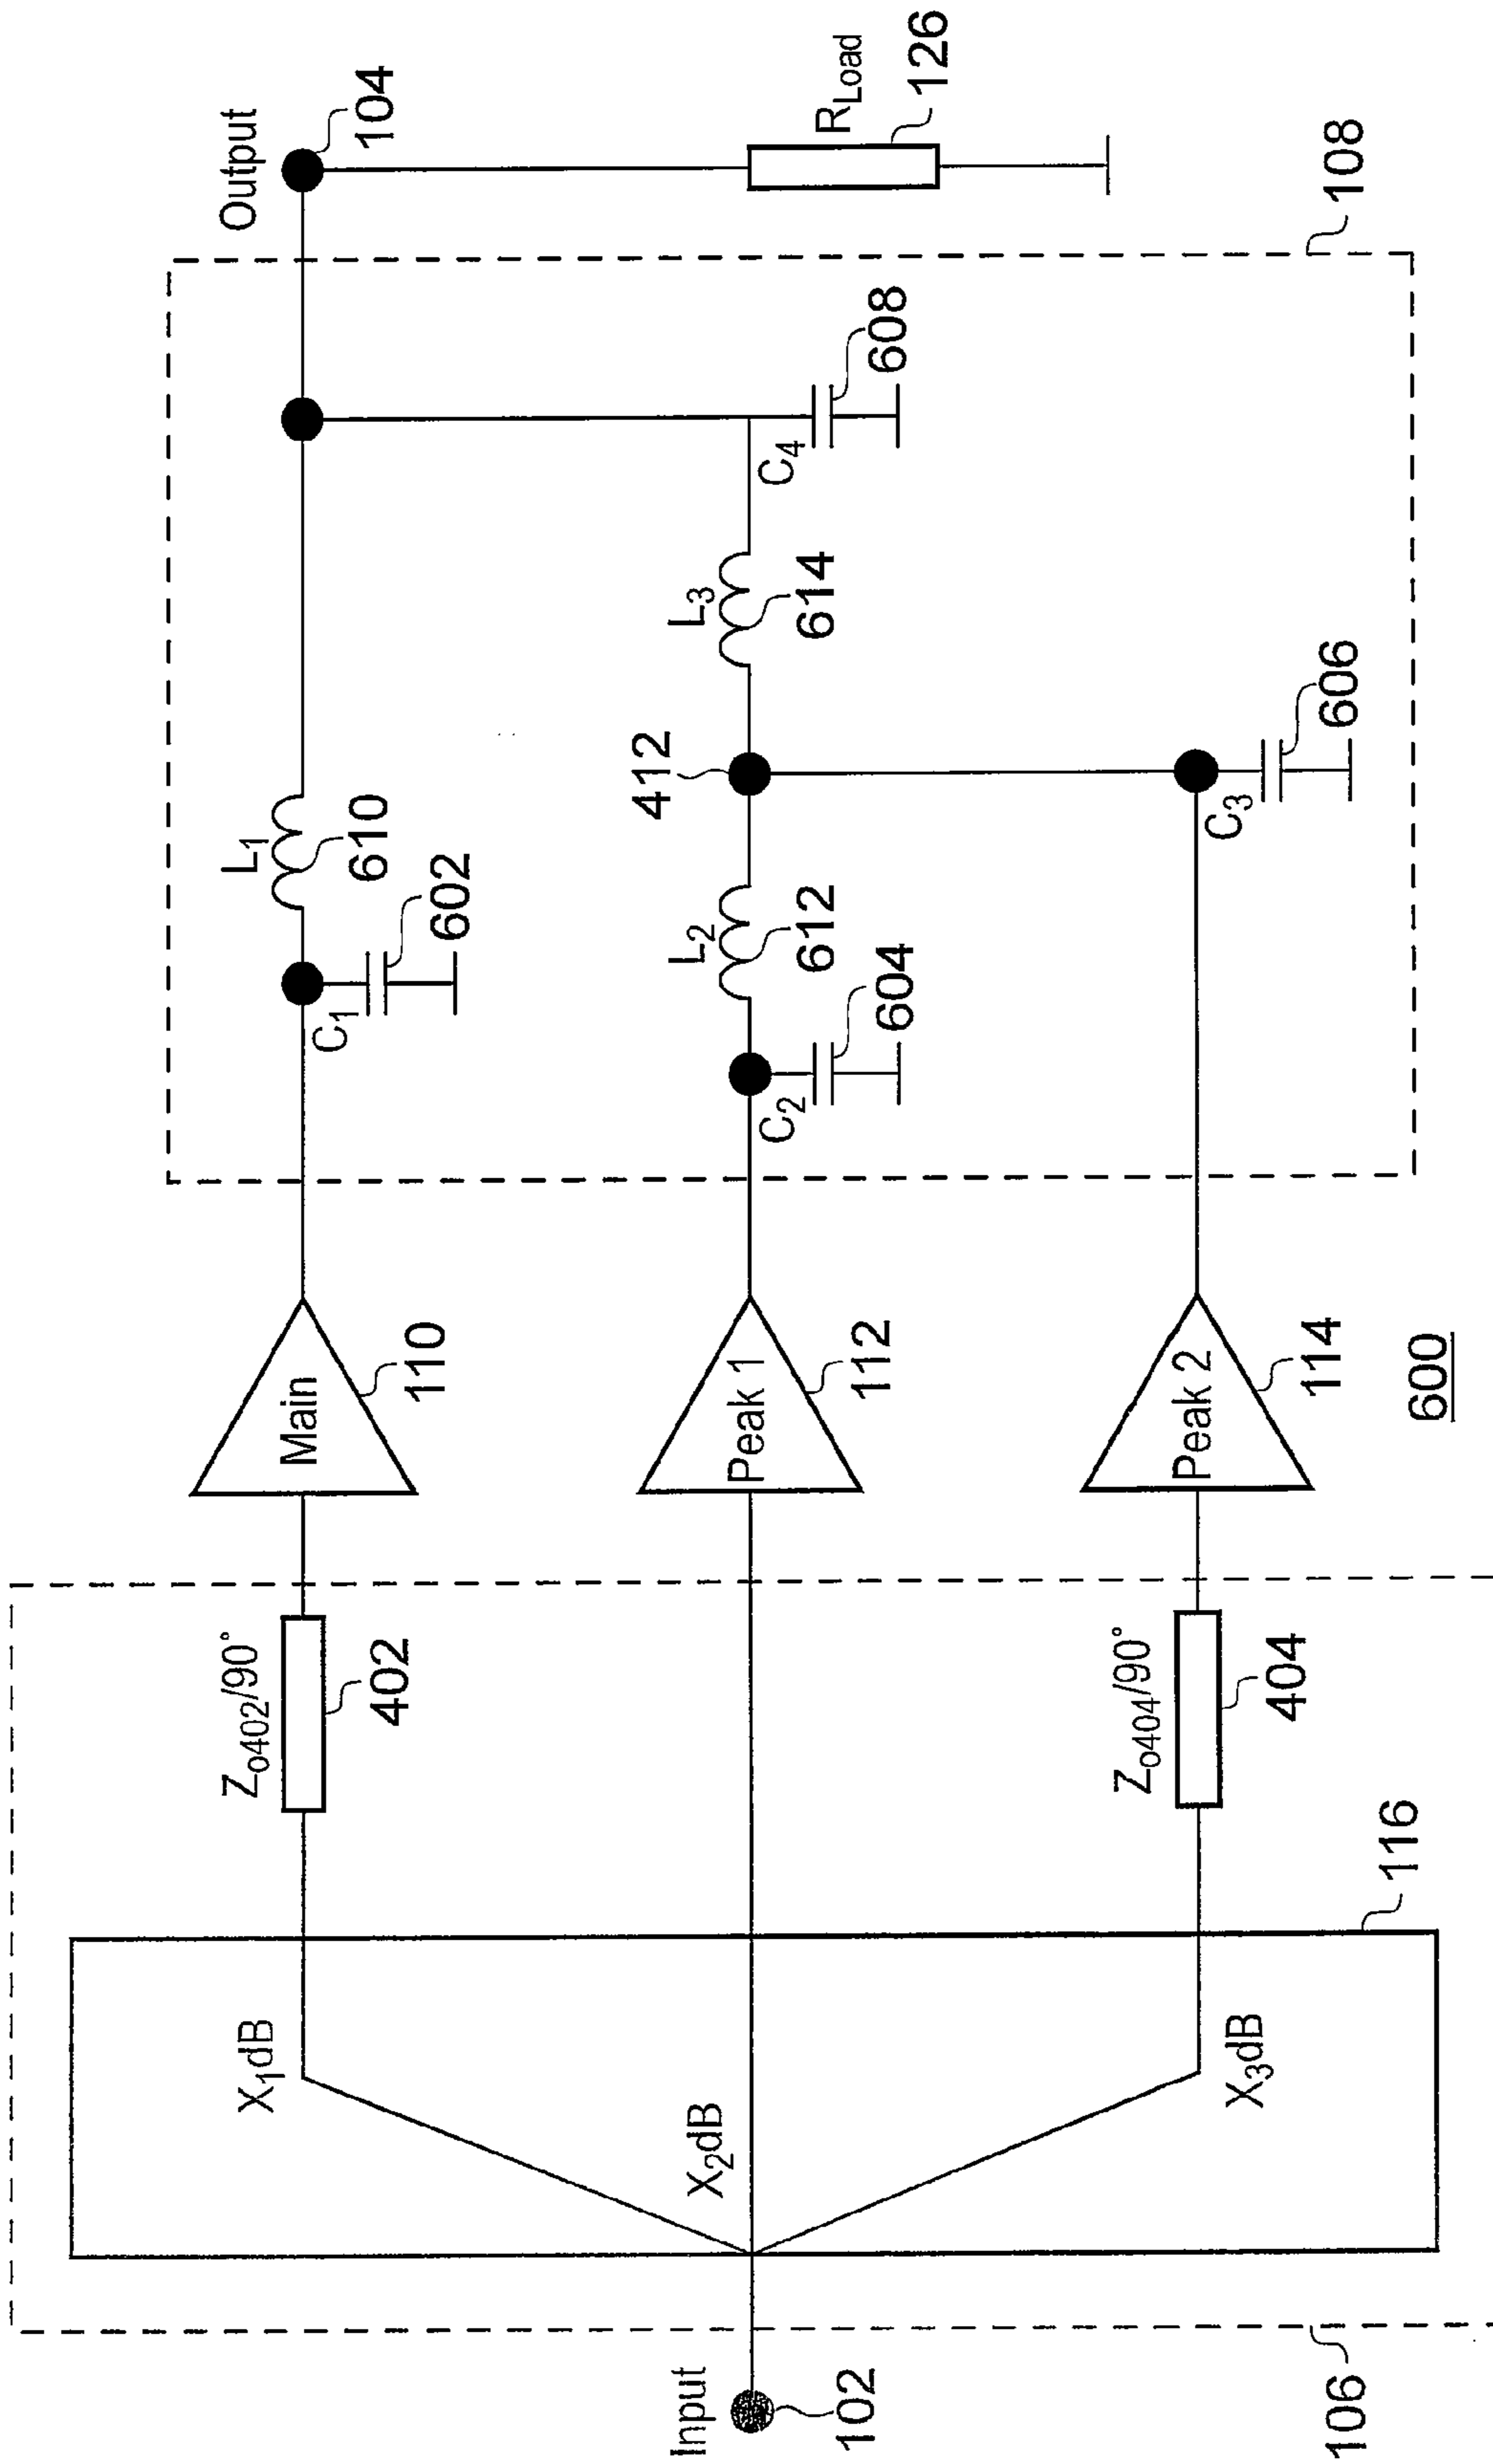 Input
102
106
X₁dB
X₂dB
X₃dB
116
Zₒ₄₀₂/90°
402
Zₒ₄₀₄/90°
404
Main
110
Peak 1
112
Peak 2
114
600
C₁
602
L₁
610
C₂
604
L₂
612
412
L₃
614
C₃
606
C₄
608
108
Output
104
R_Load
126